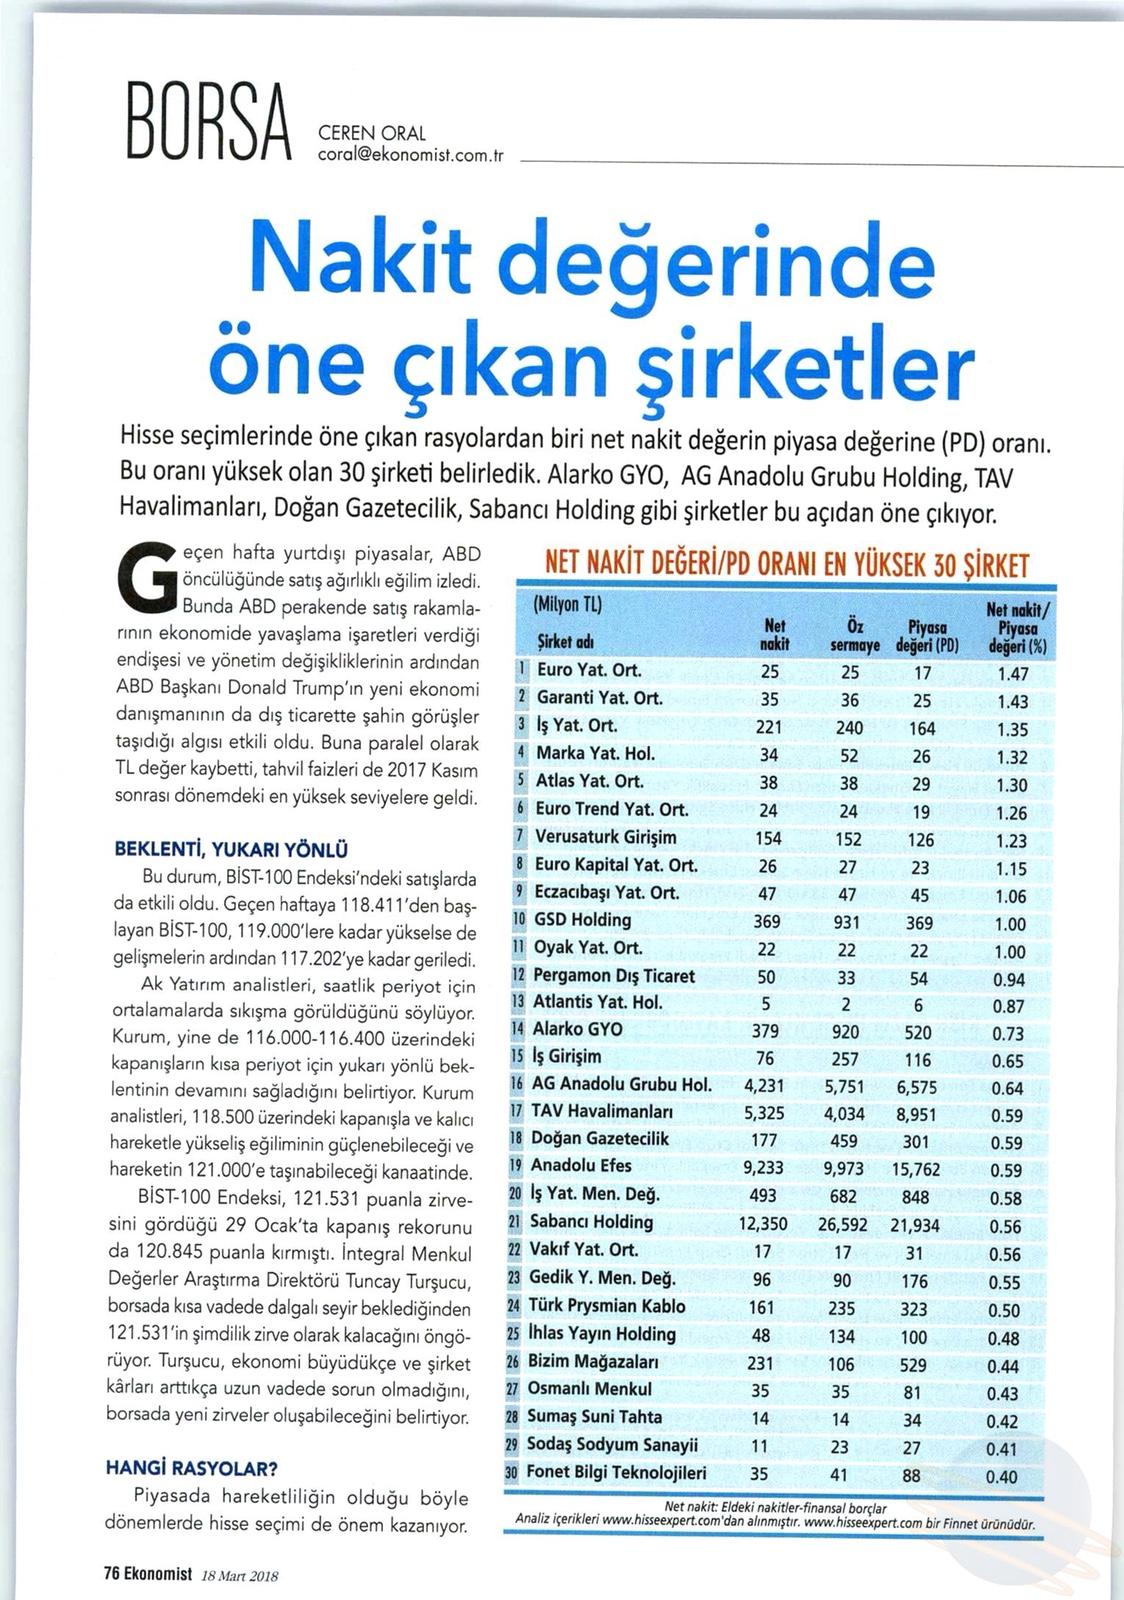 BORSA
CEREN ORAL
coral@ekonomist.com.tr
Nakit değerinde
öne çıkan şirketler
Hisse seçimlerinde öne çıkan rasyolardan biri net nakit değerin piyasa değerine (PD) oranı.
Bu oranı yüksek olan 30 şirketi belirledik. Alarko GYO, AG Anadolu Grubu Holding, TAV
Havalimanları, Doğan Gazetecilik, Sabancı Holding gibi şirketler bu açıdan öne çıkıyor.
Geçen hafta yurtdışı piyasalar, ABD
öncülüğünde satış ağırlıklı eğilim izledi.
Bunda ABD perakende satış rakamla-
rının ekonomide yavaşlama işaretleri verdiği
endişesi ve yönetim değişikliklerinin ardından
ABD Başkanı Donald Trump'ın yeni ekonomi
danışmanının da dış ticarette şahin görüşler
taşıdığı algısı etkili oldu. Buna paralel olarak
TL değer kaybetti, tahvil faizleri de 2017 Kasım
sonrası dönemdeki en yüksek seviyelere geldi.
BEKLENTİ, YUKARI YÖNLÜ
Bu durum, BİST-100 Endeksi'ndeki satışlarda
da etkili oldu. Geçen haftaya 118.411'den baş-
layan BİST-100, 119.000'lere kadar yükselse de
gelişmelerin ardından 117.202'ye kadar geriledi.
Ak Yatırım analistleri, saatlik periyot için
ortalamalarda sıkışma görüldüğünü söylüyor.
Kurum, yine de 116.000-116.400 üzerindeki
kapanışların kısa periyot için yukarı yönlü bek-
lentinin devamını sağladığını belirtiyor. Kurum
analistleri, 118.500 üzerindeki kapanışla ve kalıcı
hareketle yükseliş eğiliminin güçlenebileceği ve
hareketin 121.000'e taşınabileceği kanaatinde.
BİST-100 Endeksi, 121.531 puanla zirve-
sini gördüğü 29 Ocak'ta kapanış rekorunu
da 120.845 puanla kırmıştı. İntegral Menkul
Değerler Araştırma Direktörü Tuncay Turşucu,
borsada kısa vadede dalgalı seyir beklediğinden
121.531'in şimdilik zirve olarak kalacağını öngö-
rüyor. Turşucu, ekonomi büyüdükçe ve şirket
kârları arttıkça uzun vadede sorun olmadığını,
borsada yeni zirveler oluşabileceğini belirtiyor.
HANGİ RASYOLAR?
Piyasada hareketliliğin olduğu böyle
dönemlerde hisse seçimi de önem kazanıyor.
NET NAKİT DEĞERİ/PD ORANI EN YÜKSEK 30 ŞİRKET
(Milyon TL)
Şirket adı Net nakit Öz sermaye Piyasa değeri (PD) Net nakit/ Piyasa değeri (%)
1 Euro Yat. Ort. 25 25 17 1.47
2 Garanti Yat. Ort. 35 36 25 1.43
3 İş Yat. Ort. 221 240 164 1.35
4 Marka Yat. Hol. 34 52 26 1.32
5 Atlas Yat. Ort. 38 38 29 1.30
6 Euro Trend Yat. Ort. 24 24 19 1.26
7 Verusaturk Girişim 154 152 126 1.23
8 Euro Kapital Yat. Ort. 26 27 23 1.15
9 Eczacıbaşı Yat. Ort. 47 47 45 1.06
10 GSD Holding 369 931 369 1.00
11 Oyak Yat. Ort. 22 22 22 1.00
12 Pergamon Dış Ticaret 50 33 54 0.94
13 Atlantis Yat. Hol. 5 2 6 0.87
14 Alarko GYO 379 920 520 0.73
15 İş Girişim 76 257 116 0.65
16 AG Anadolu Grubu Hol. 4,231 5,751 6,575 0.64
17 TAV Havalimanları 5,325 4,034 8,951 0.59
18 Doğan Gazetecilik 177 459 301 0.59
19 Anadolu Efes 9,233 9,973 15,762 0.59
20 İş Yat. Men. Değ. 493 682 848 0.58
21 Sabancı Holding 12,350 26,592 21,934 0.56
22 Vakıf Yat. Ort. 17 17 31 0.56
23 Gedik Y. Men. Değ. 96 90 176 0.55
24 Türk Prysmian Kablo 161 235 323 0.50
25 İhlas Yayın Holding 48 134 100 0.48
26 Bizim Mağazaları 231 106 529 0.44
27 Osmanlı Menkul 35 35 81 0.43
28 Sumaş Suni Tahta 14 14 34 0.42
29 Sodaş Sodyum Sanayii 11 23 27 0.41
30 Fonet Bilgi Teknolojileri 35 41 88 0.40
Net nakit: Eldeki nakitler-finansal borçlar
Analiz içerikleri www.hisseexpert.com'dan alınmıştır. www.hisseexpert.com bir Finnet ürünüdür.
76 Ekonomist 18 Mart 2018